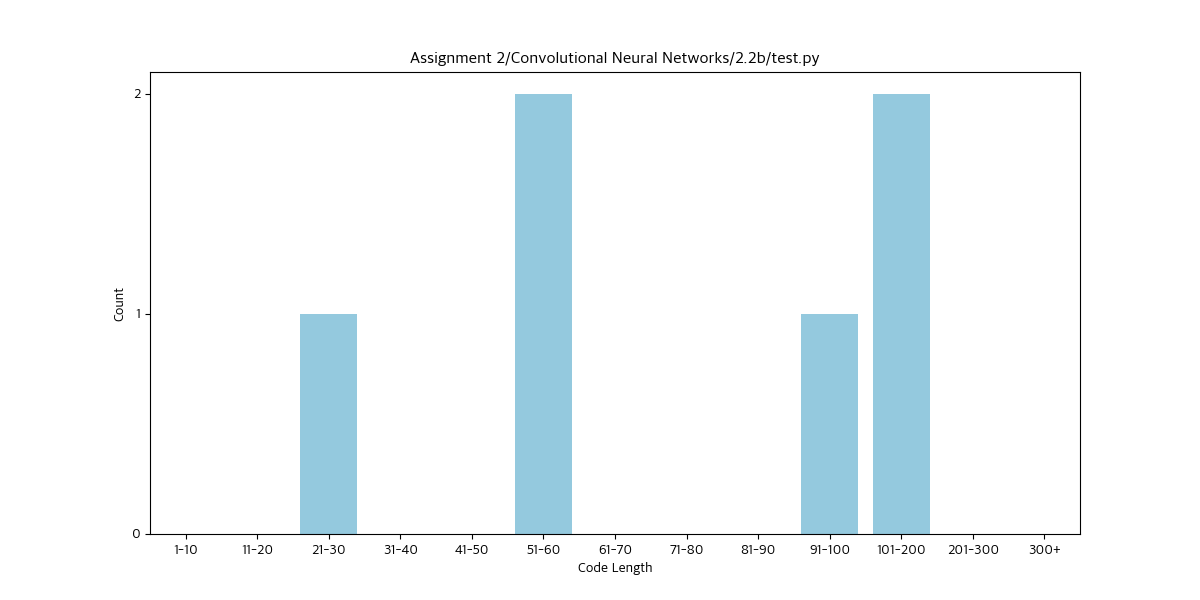 Assignment 2/Convolutional Neural Networks/2.2b/test.py
2
1
0
Count
1-10 11-20 21-30 31-40 41-50 51-60 61-70 71-80 81-90 91-100 101-200 201-300 300+
Code Length